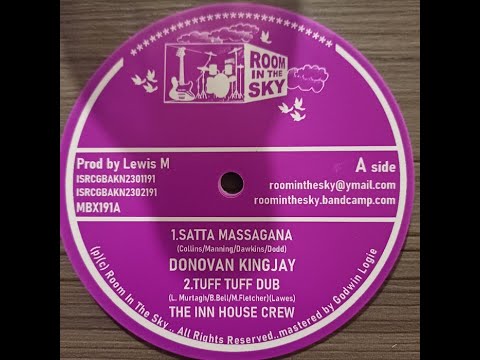 ROOM
IN THE
SKY
Prod by Lewis M
ISRCGBAKN2301191
ISRCGBAKN2302191
MBX191A
A side
roominthesky@ymail.com
roominthesky.bandcamp.com
1.SATTA MASSAGANA
(Collins/Manning/Dawkins/Dodd)
DONOVAN KINGJAY
2.TUFF TUFF DUB
(L. Murtagh/B.Bell/M.Fletcher)(Lawes)
THE INN HOUSE CREW
(p)(c) Room In The Sky .. All Rights Reserved..mastered by Godwin Logie